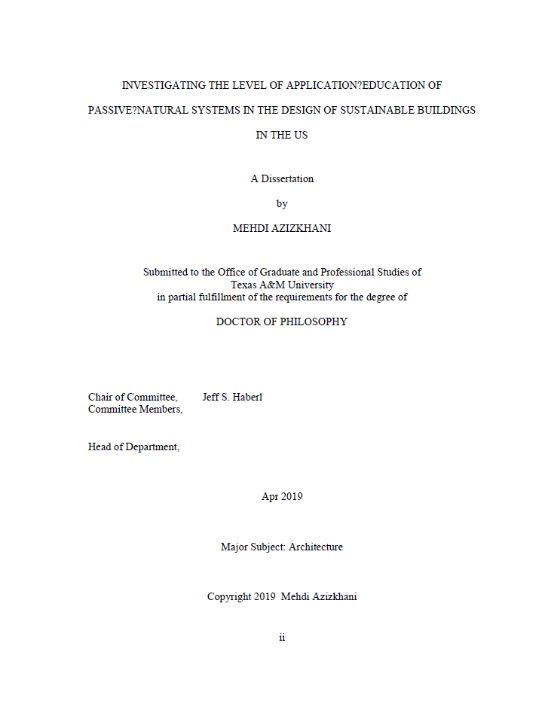 INVESTIGATING THE LEVEL OF APPLICATION?EDUCATION OF
PASSIVE?NATURAL SYSTEMS IN THE DESIGN OF SUSTAINABLE BUILDINGS
IN THE US
A Dissertation
by
MEHDI AZIZKHANI
Submitted to the Office of Graduate and Professional Studies of
Texas A&M University
in partial fulfillment of the requirements for the degree of
DOCTOR OF PHILOSOPHY
Chair of Committee, Jeff S. Haberl
Committee Members,
Head of Department,
Apr 2019
Major Subject: Architecture
Copyright 2019 Mehdi Azizkhani
ii